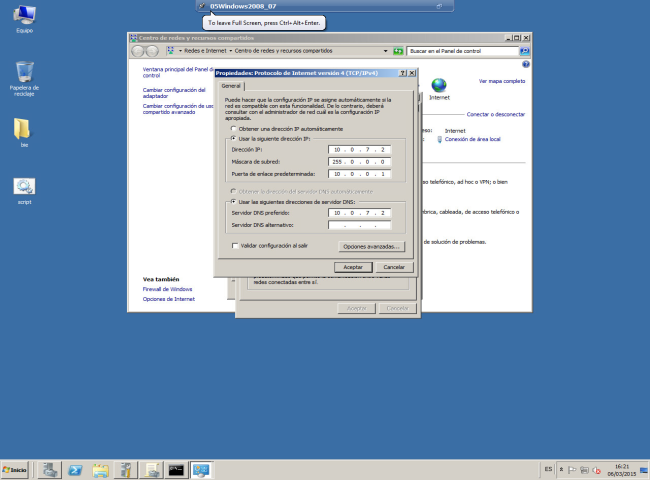 05Windows2008_07
To leave Full Screen, press Ctrl+Alt+Enter.
Equipo
Papelera de
reciclaje
bie
script
Centro de redes y recursos compartidos
Redes e Internet
Centro de redes y recursos compartidos
Buscar en el Panel de control
Ventana principal del Panel de
control
Cambiar configuración del
adaptador
Cambiar configuración de uso
compartido avanzado
Ver mapa completo
Internet
Conectar o desconectar
Internet
Conexión de área local
so telefónico, ad hoc o VPN; o bien
mbrica, cableada, de acceso telefónico o
de solución de problemas.
Vea también
Firewall de Windows
Opciones de Internet
Propiedades: Protocolo de Internet versión 4 (TCP/IPv4)
General
Puede hacer que la configuración IP se asigne automáticamente si la
red es compatible con esta funcionalidad. De lo contrario, deberá
consultar con el administrador de red cuál es la configuración IP
apropiada.
Obtener una dirección IP automáticamente
Usar la siguiente dirección IP:
Dirección IP: 10 . 0 . 7 . 2
Máscara de subred: 255 . 0 . 0 . 0
Puerta de enlace predeterminada: 10 . 0 . 0 . 1
Obtener la dirección del servidor DNS automáticamente
Usar las siguientes direcciones de servidor DNS:
Servidor DNS preferido: 10 . 0 . 7 . 2
Servidor DNS alternativo: . . .
Validar configuración al salir
Opciones avanzadas...
Aceptar
Cancelar
redes conectadas entre sí.
Aceptar
Cancelar
Inicio
ES
16:21
06/03/2015